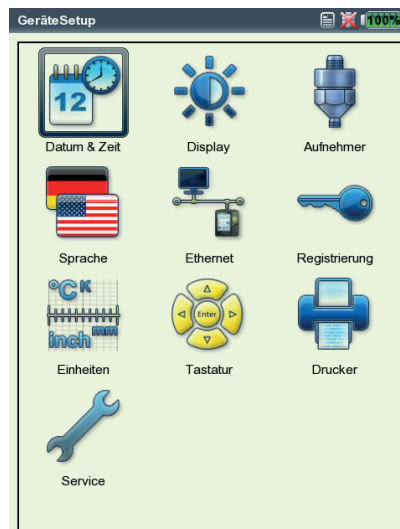 GeräteSetup 100%
12
Datum & Zeit Display Aufnehmer
Sprache Ethernet Registrierung
°C K
inch mm
Enter
Einheiten Tastatur Drucker
Service